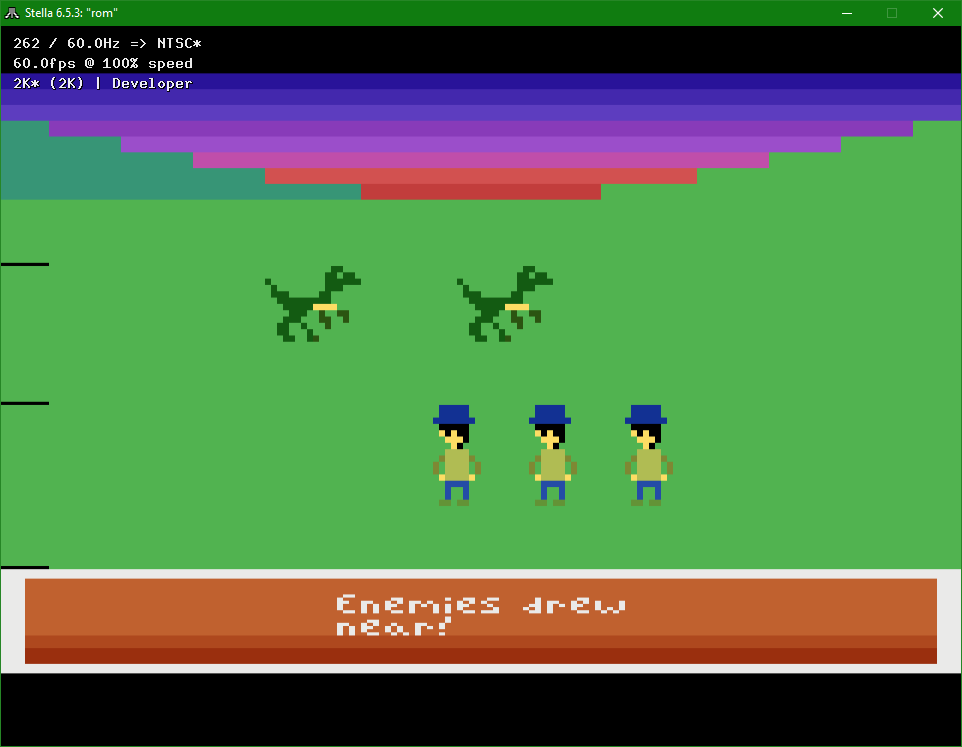 Stella 6.5.3: "rom"
262 / 60.0Hz => NTSC*
60.0fps @ 100% speed
2K* (2K) | Developer
Enemies drew
near!